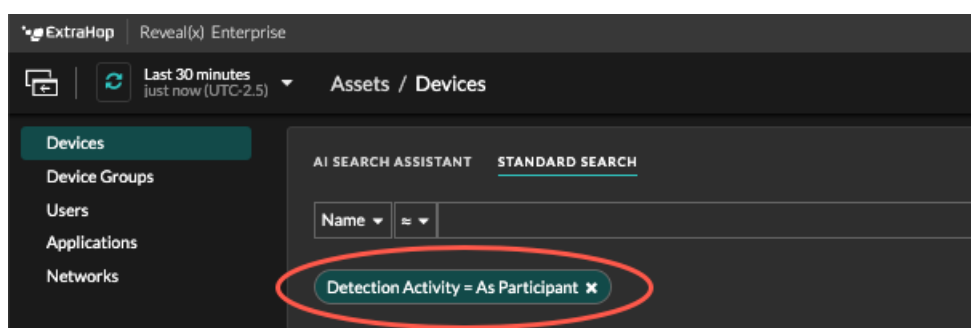 ExtraHop Reveal(x) Enterprise
Last 30 minutes
just now (UTC-2.5)
Assets / Devices
Devices
Device Groups
Users
Applications
Networks
AI SEARCH ASSISTANT STANDARD SEARCH
Name ≈
Detection Activity = As Participant ×